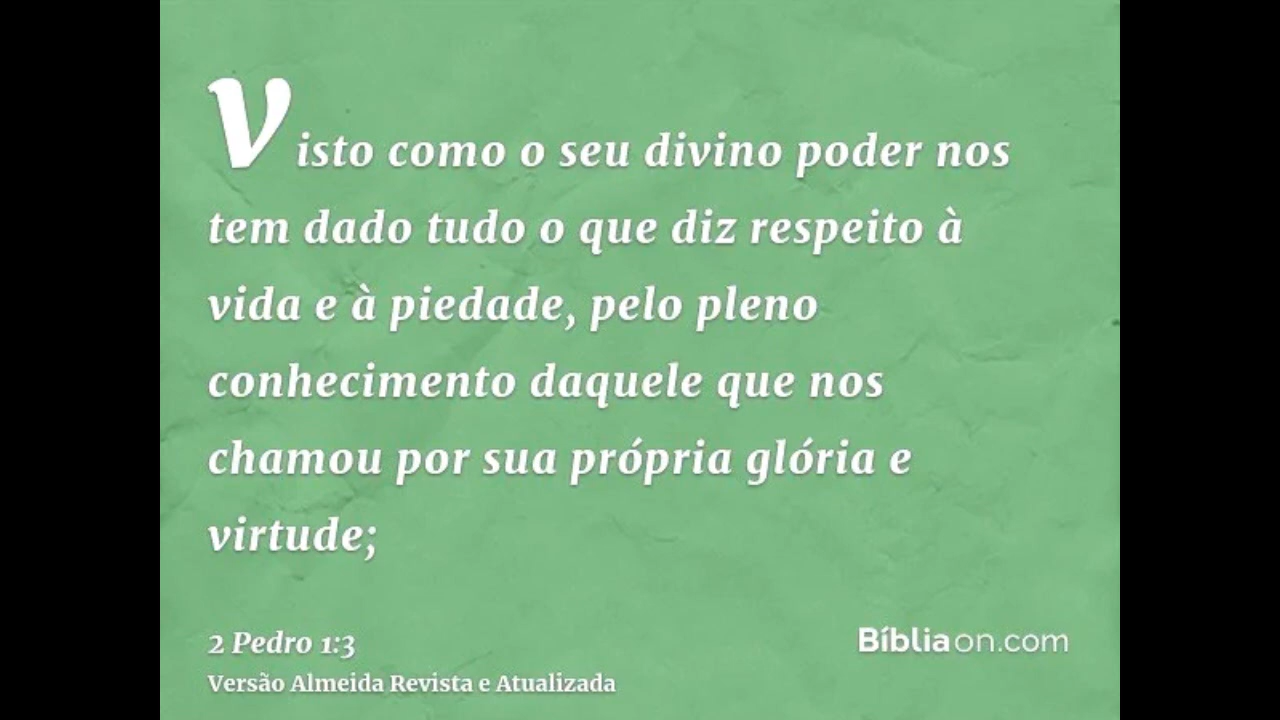 Visto como o seu divino poder nos
tem dado tudo o que diz respeito à
vida e à piedade, pelo pleno
conhecimento daquele que nos
chamou por sua própria glória e
virtude;
2 Pedro 1:3
Versão Almeida Revista e Atualizada
Bíbliaon.com